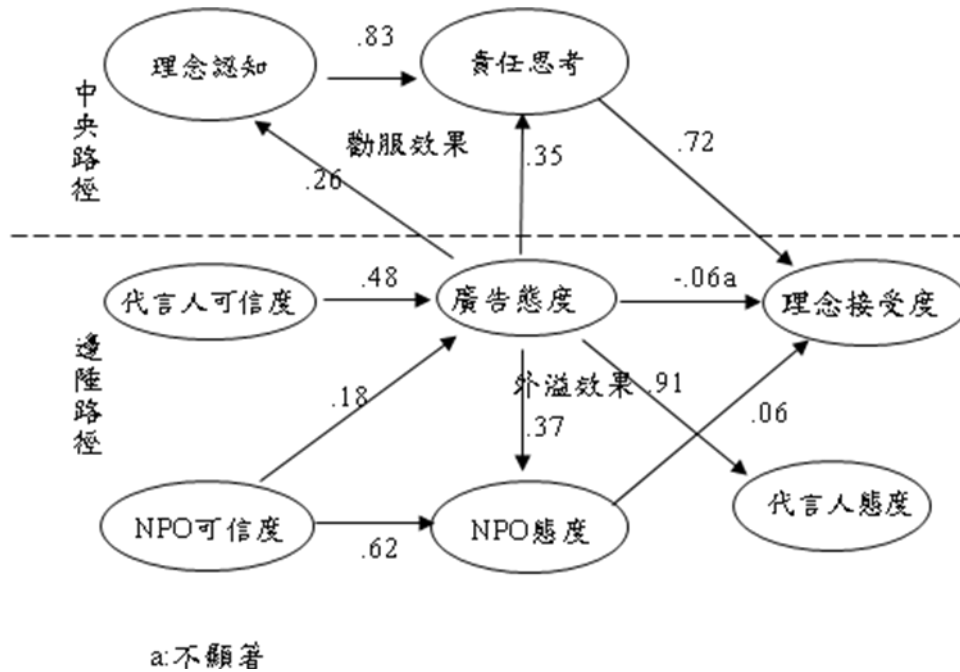 .83
理念認知
責任思考
中央路徑
勸服效果
.26
.35
.72
代言人可信度
.48
廣告態度
-.06a
理念接受度
邊陲路徑
.18
外溢效果
.91
.37
.06
NPO可信度
.62
NPO態度
代言人態度
a:不顯著